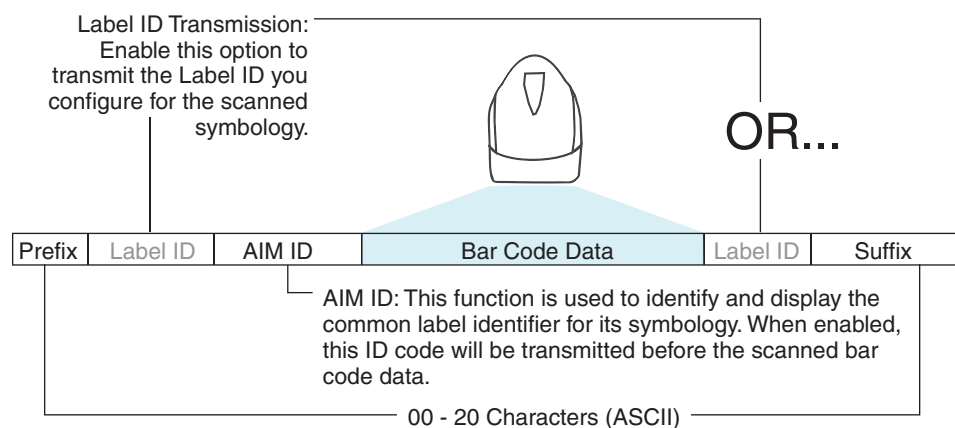 Label ID Transmission:
Enable this option to
transmit the Label ID you
configure for the scanned
symbology.
OR...
Prefix Label ID AIM ID Bar Code Data Label ID Suffix
AIM ID: This function is used to identify and display the
common label identifier for its symbology. When enabled,
this ID code will be transmitted before the scanned bar
code data.
00 - 20 Characters (ASCII)